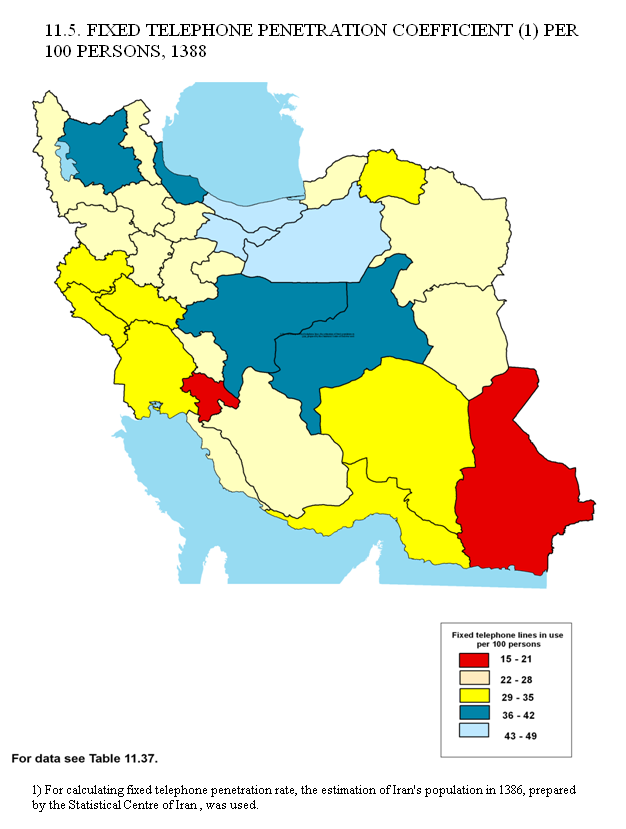 11.5. FIXED TELEPHONE PENETRATION COEFFICIENT (1) PER
100 PERSONS, 1388
Fixed telephone lines in use
per 100 persons
15 - 21
22 - 28
29 - 35
36 - 42
43 - 49
For data see Table 11.37.
1) For calculating fixed telephone penetration rate, the estimation of Iran's population in 1386, prepared
by the Statistical Centre of Iran , was used.